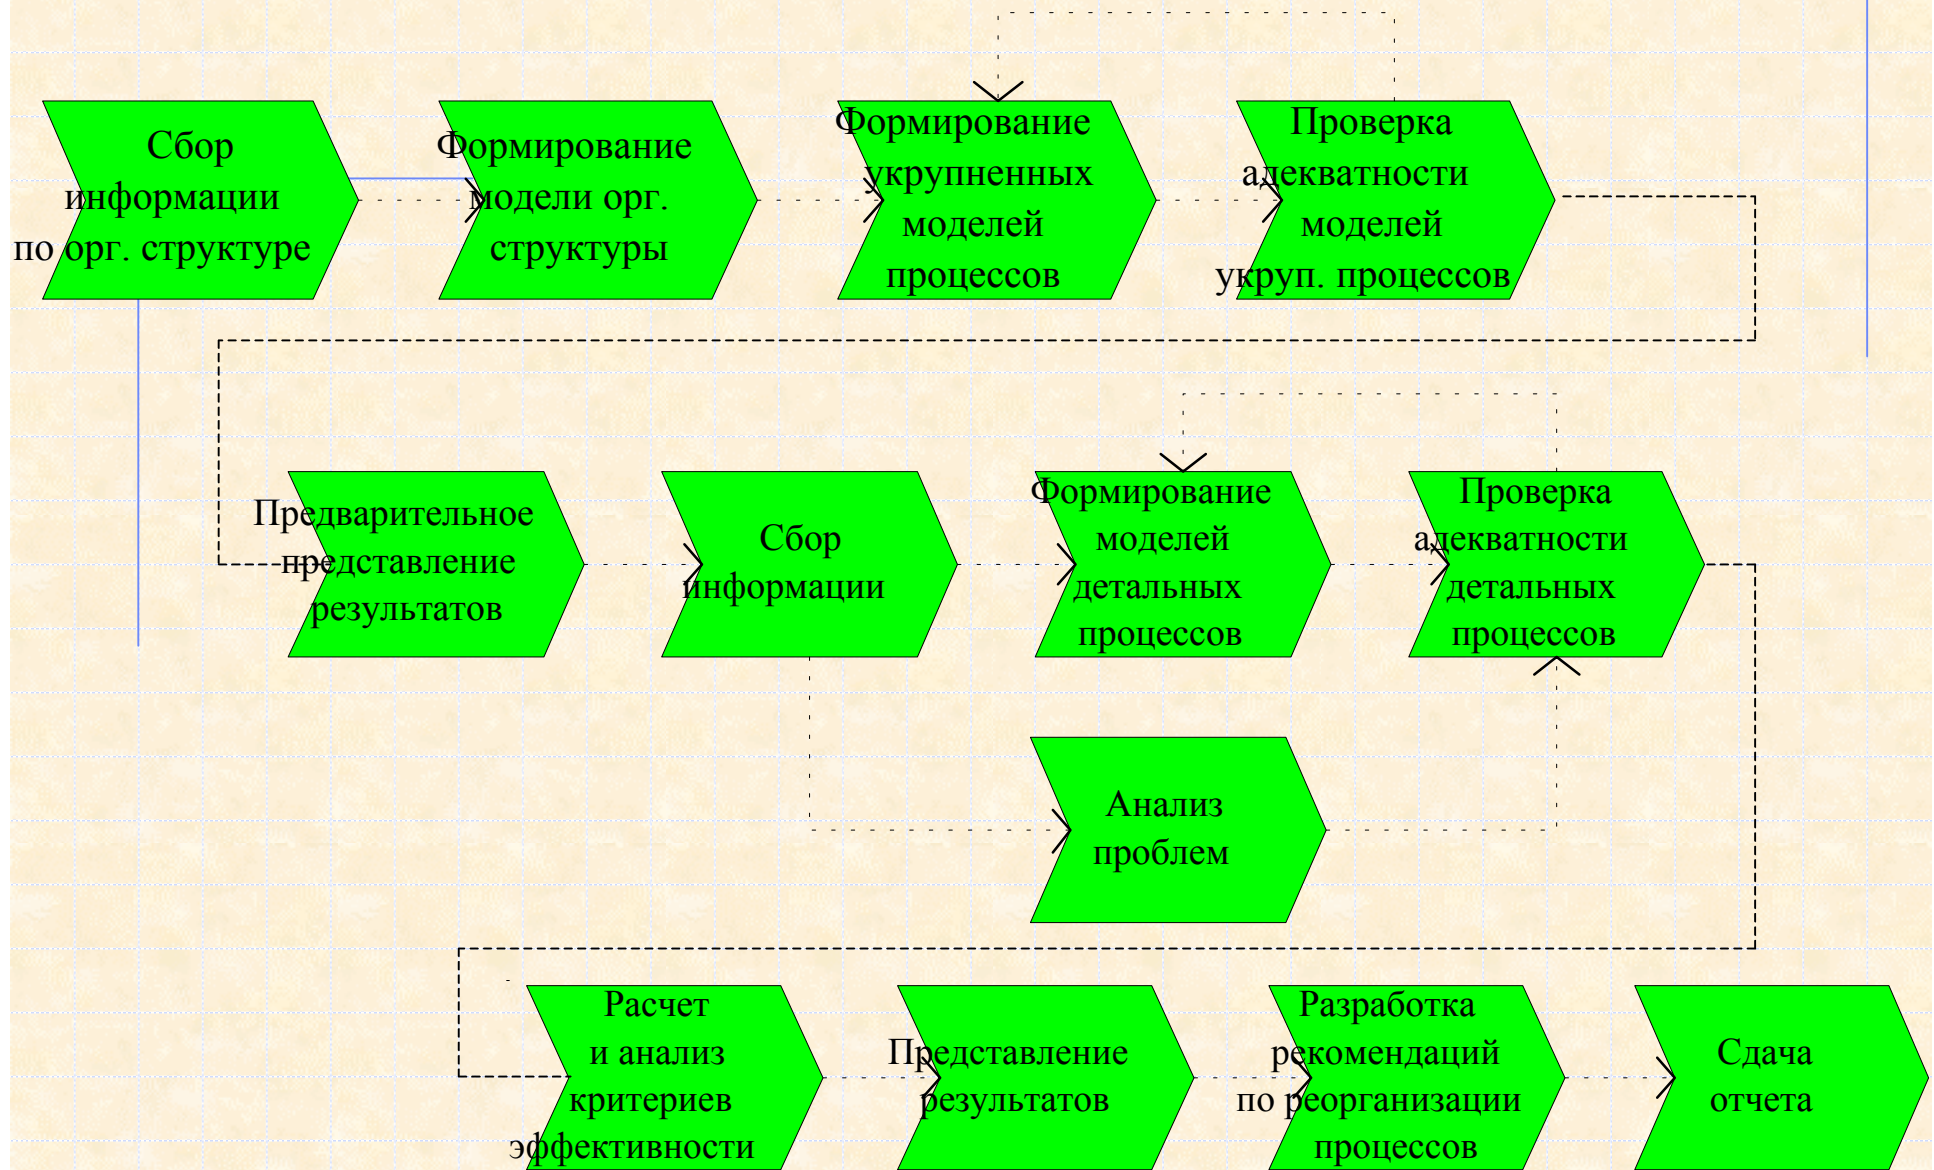 Сбор
информации
по орг. структуре
Формирование
модели орг.
структуры
Формирование
укрупненных
моделей
процессов
Проверка
адекватности
моделей
укруп. процессов
Предварительное
представление
результатов
Сбор
информации
Формирование
моделей
детальных
процессов
Проверка
адекватности
детальных
процессов
Анализ
проблем
Расчет
и анализ
критериев
эффективности
Представление
результатов
Разработка
рекомендаций
по реорганизации
процессов
Сдача
отчета